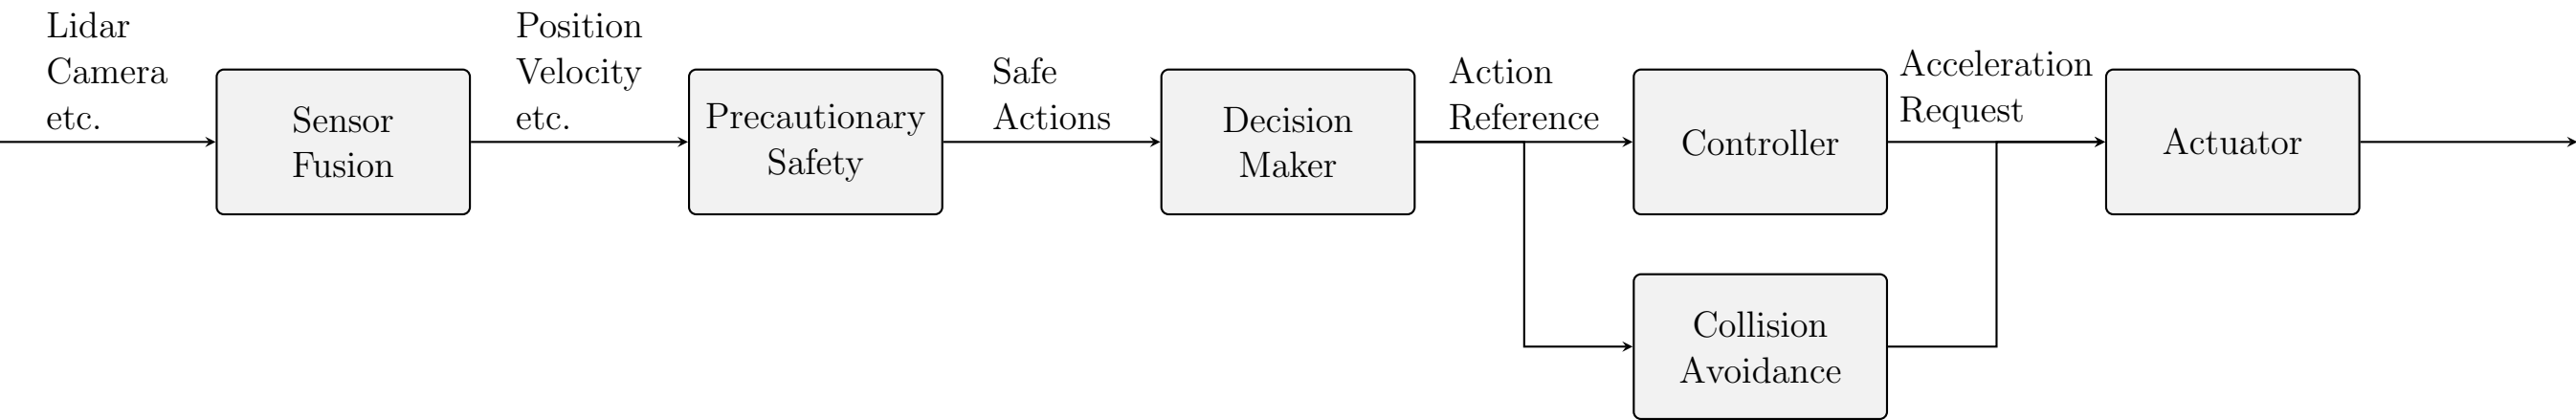 Lidar
Camera
etc.
Sensor
Fusion
Position
Velocity
etc.
Precautionary
Safety
Safe
Actions
Decision
Maker
Action
Reference
Controller
Acceleration
Request
Actuator
Collision
Avoidance